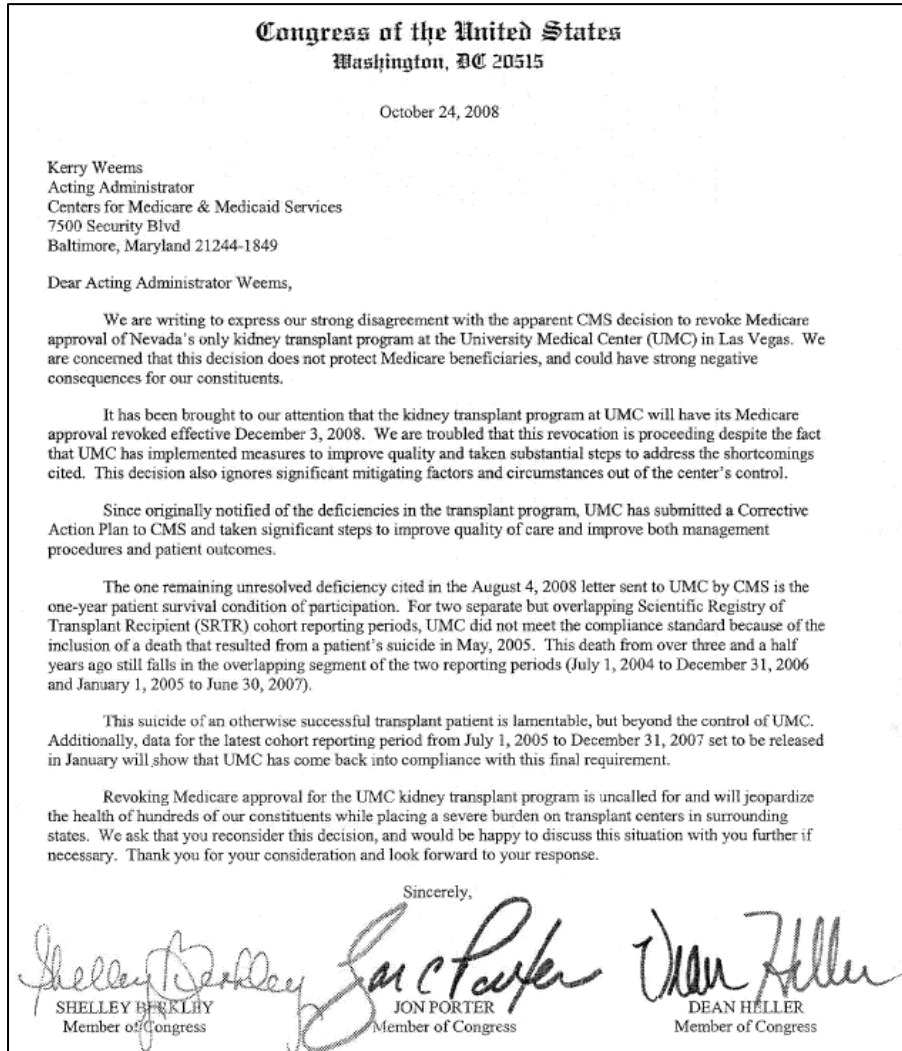 Congress of the United States
Washington, DC 20515
October 24, 2008
Kerry Weems
Acting Administrator
Centers for Medicare & Medicaid Services
7500 Security Blvd
Baltimore, Maryland 21244-1849
Dear Acting Administrator Weems,
We are writing to express our strong disagreement with the apparent CMS decision to revoke Medicare
approval of Nevada's only kidney transplant program at the University Medical Center (UMC) in Las Vegas. We
are concerned that this decision does not protect Medicare beneficiaries, and could have strong negative
consequences for our constituents.
It has been brought to our attention that the kidney transplant program at UMC will have its Medicare
approval revoked effective December 3, 2008. We are troubled that this revocation is proceeding despite the fact
that UMC has implemented measures to improve quality and taken substantial steps to address the shortcomings
cited. This decision also ignores significant mitigating factors and circumstances out of the center's control.
Since originally notified of the deficiencies in the transplant program, UMC has submitted a Corrective
Action Plan to CMS and taken significant steps to improve quality of care and improve both management
procedures and patient outcomes.
The one remaining unresolved deficiency cited in the August 4, 2008 letter sent to UMC by CMS is the
one-year patient survival condition of participation. For two separate but overlapping Scientific Registry of
Transplant Recipient (SRTR) cohort reporting periods, UMC did not meet the compliance standard because of the
inclusion of a death that resulted from a patient's suicide in May, 2005. This death from over three and a half
years ago still falls in the overlapping segment of the two reporting periods (July 1, 2004 to December 31, 2006
and January 1, 2005 to June 30, 2007).
This suicide of an otherwise successful transplant patient is lamentable, but beyond the control of UMC.
Additionally, data for the latest cohort reporting period from July 1, 2005 to December 31, 2007 set to be released
in January will show that UMC has come back into compliance with this final requirement.
Revoking Medicare approval for the UMC kidney transplant program is uncalled for and will jeopardize
the health of hundreds of our constituents while placing a severe burden on transplant centers in surrounding
states. We ask that you reconsider this decision, and would be happy to discuss this situation with you further if
necessary. Thank you for your consideration and look forward to your response.
Sincerely,
Shelley Berkley Jon C Porter Dean Heller
SHELLEY BERKLEY JON PORTER DEAN HELLER
Member of Congress Member of Congress Member of Congress